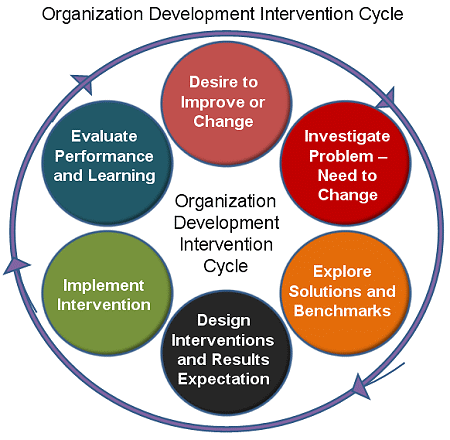 Organization Development Intervention Cycle
Desire to
Improve or
Change
Investigate
Problem –
Need to
Change
Explore
Solutions and
Benchmarks
Design
Interventions
and Results
Expectation
Implement
Intervention
Evaluate
Performance
and Learning
Organization
Development
Intervention
Cycle